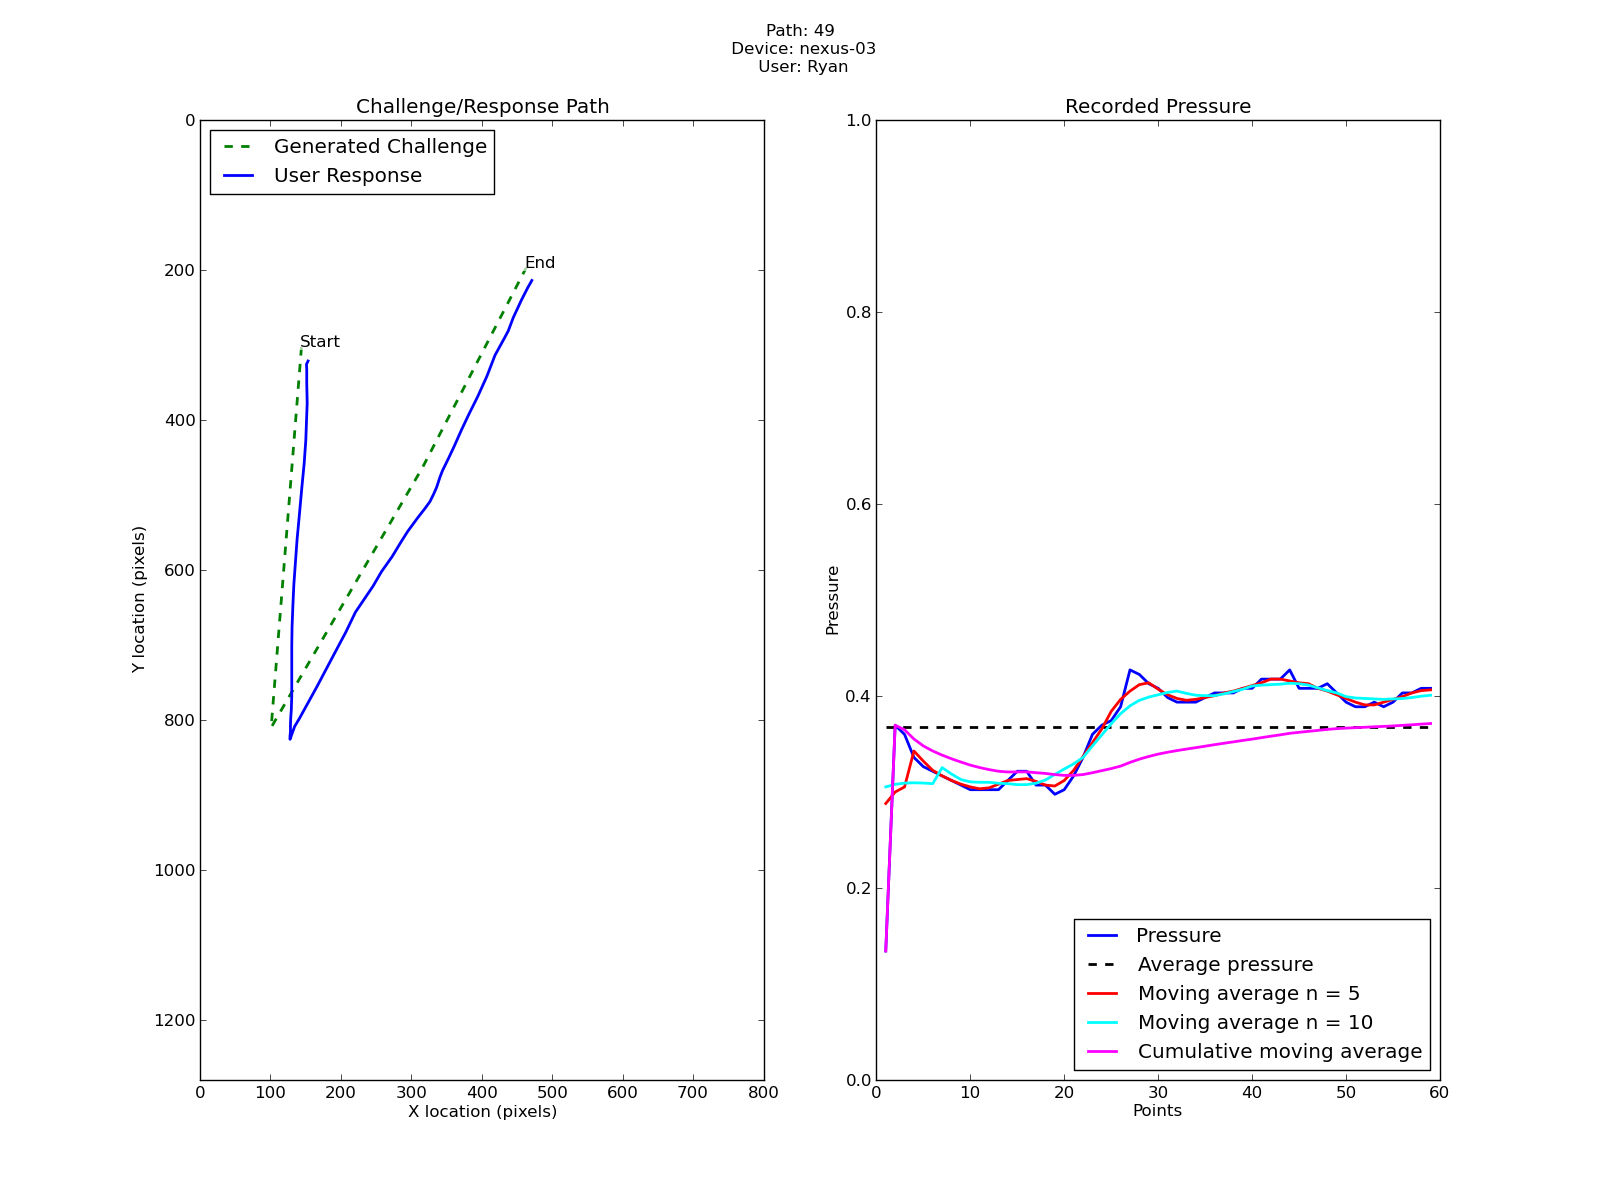 Path: 49
Device: nexus-03
User: Ryan
Challenge/Response Path
Generated Challenge
User Response
Start
End
0
200
400
600
800
1000
1200
Y location (pixels)
0 100 200 300 400 500 600 700 800
X location (pixels)
Recorded Pressure
1.0
0.8
0.6
0.4
0.2
0.0
Pressure
Pressure
Average pressure
Moving average n = 5
Moving average n = 10
Cumulative moving average
0 10 20 30 40 50 60
Points